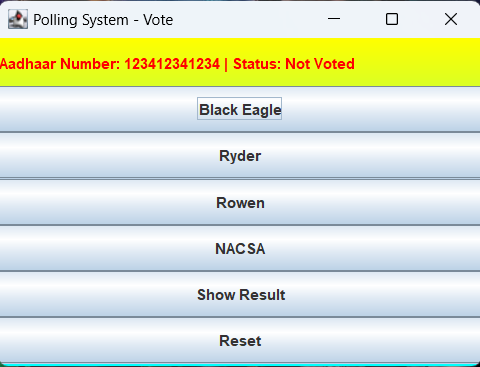 Polling System - Vote
Aadhaar Number: 123412341234 | Status: Not Voted
Black Eagle
Ryder
Rowen
NACSA
Show Result
Reset